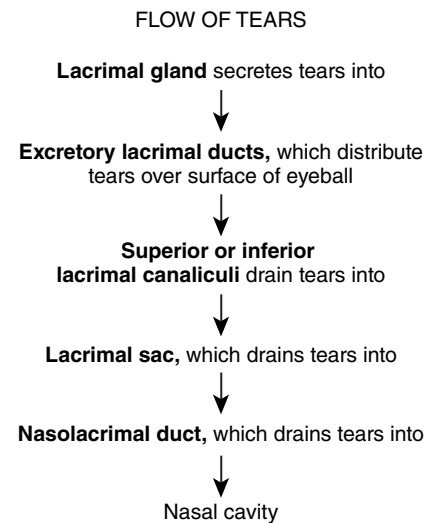 FLOW OF TEARS
Lacrimal gland secretes tears into
Excretory lacrimal ducts, which distribute
tears over surface of eyeball
Superior or inferior
lacrimal canaliculi drain tears into
Lacrimal sac, which drains tears into
Nasolacrimal duct, which drains tears into
Nasal cavity